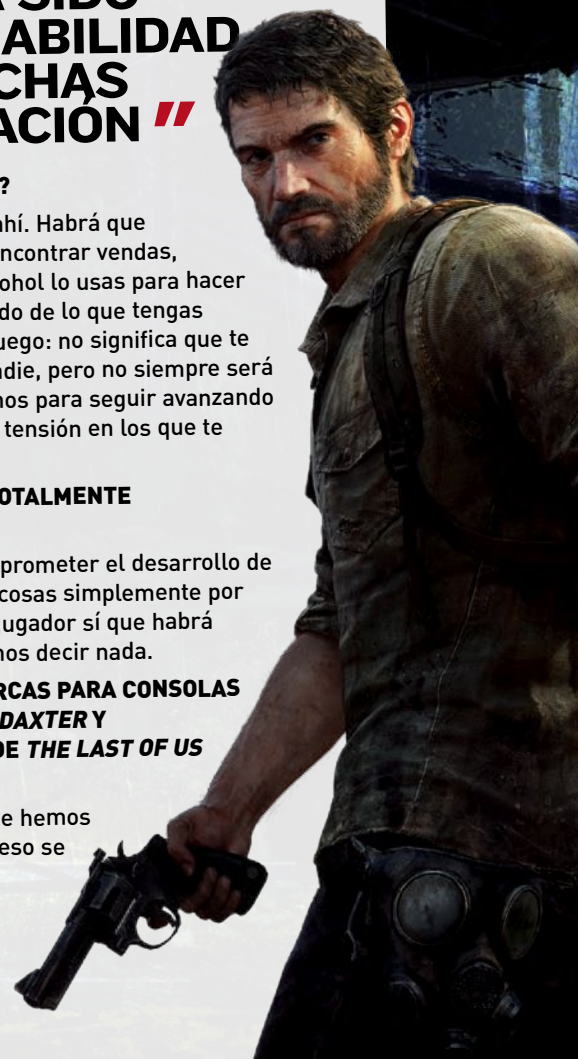 SIDO
ABILIDAD
CHAS
ACIÓN "
?
ahí. Habrá que
ncontrar vendas,
ohol lo usas para hacer
do de lo que tengas
uego: no significa que te
adie, pero no siempre será
nos para seguir avanzando
tensión en los que te
OTALMENTE
prometer el desarrollo de
cosas simplemente por
ugador sí que habrá
nos decir nada.
RCAS PARA CONSOLAS
DAXTER Y
DE THE LAST OF US
e hemos
eso se